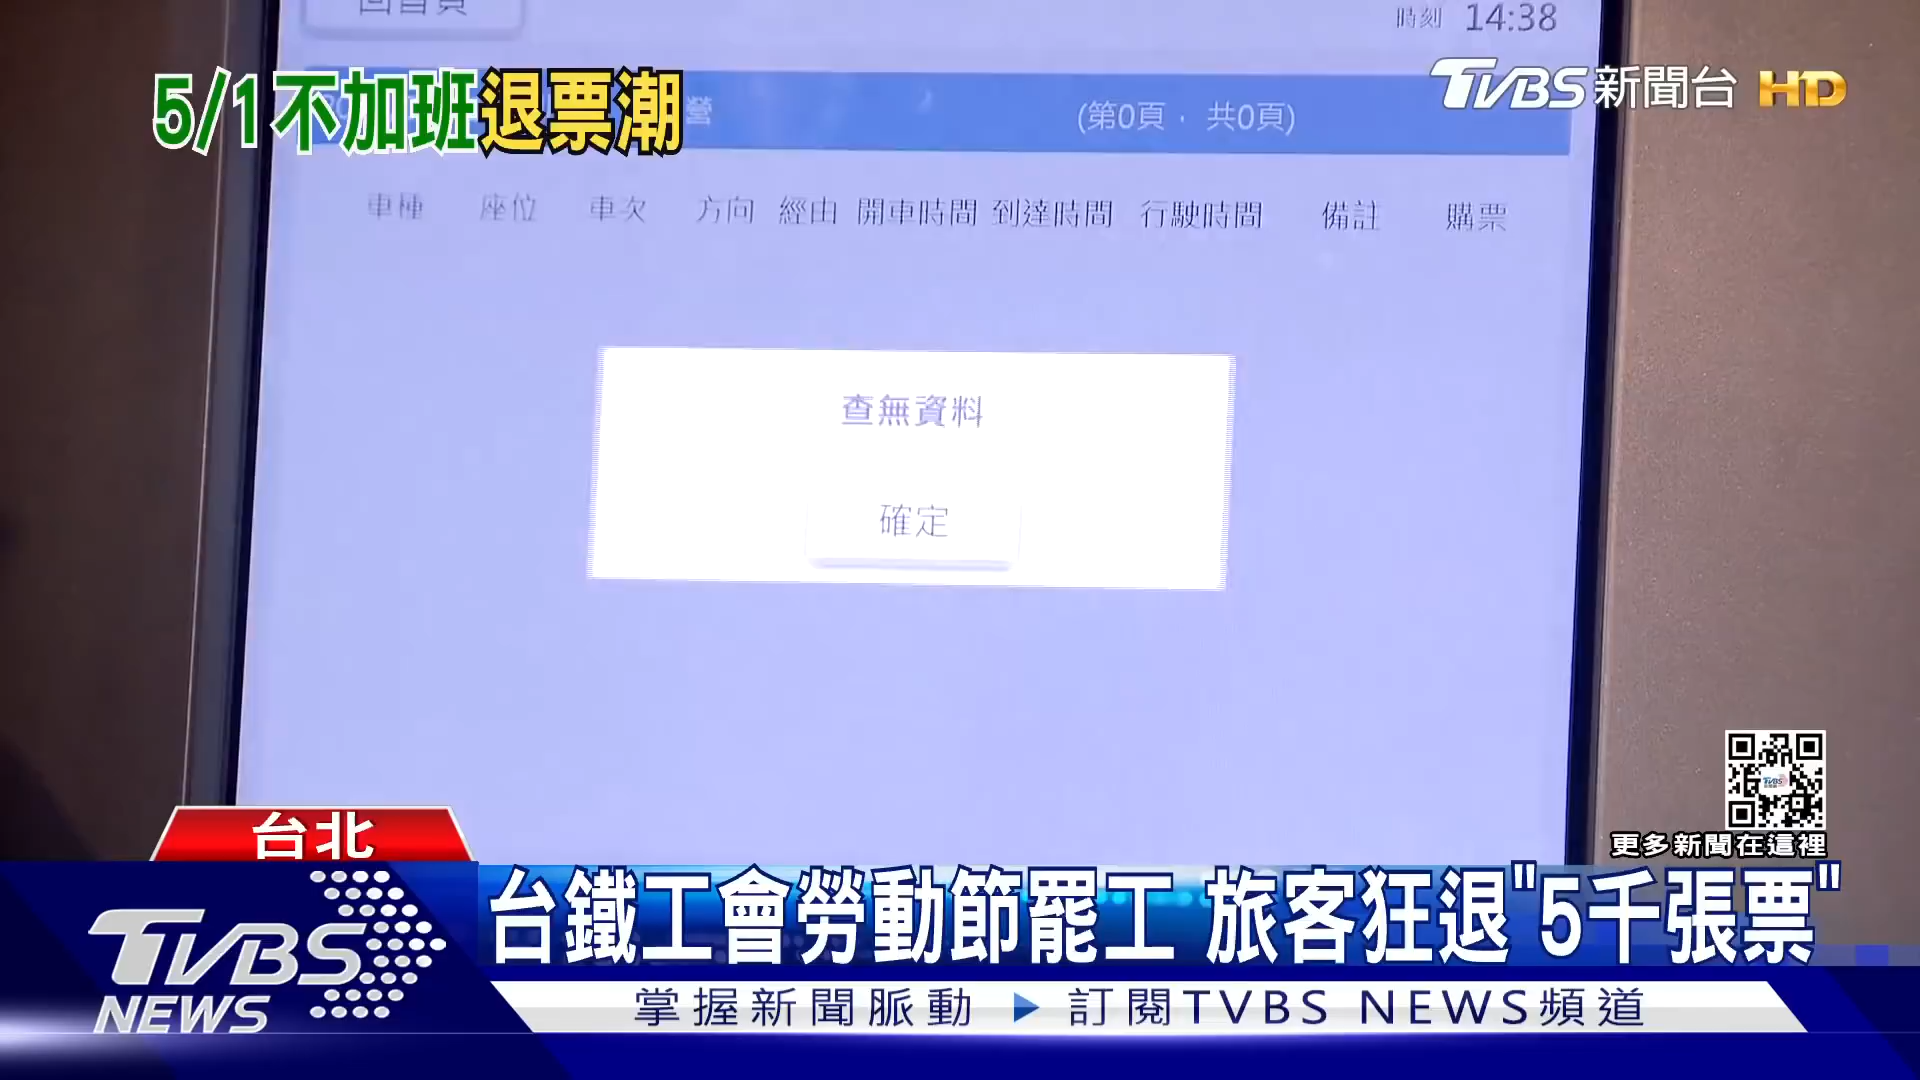 回首頁
時刻 14:38
5/1不加班退票潮
營
(第0頁， 共0頁)
TVBS新聞台 HD
車種 座位 車次 方向 經由 開車時間 到達時間 行駛時間 備註 購票
查無資料
確定
TVBS
更多新聞在這裡
台北
台鐵工會勞動節罷工 旅客狂退"5千張票"
TVBS
NEWS
掌握新聞脈動 ▶ 訂閱TVBS NEWS頻道